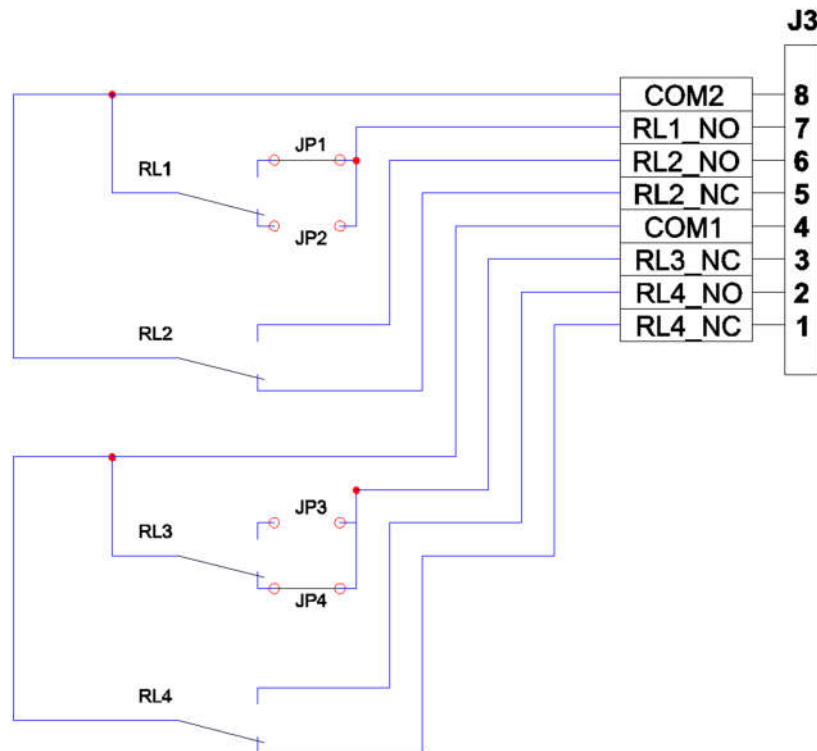 J3
COM2 8
RL1_NO 7
JP1
RL2_NO 6
RL1
RL2_NC 5
JP2
COM1 4
RL3_NC 3
RL4_NO 2
RL2
RL4_NC 1
JP3
RL3
JP4
RL4